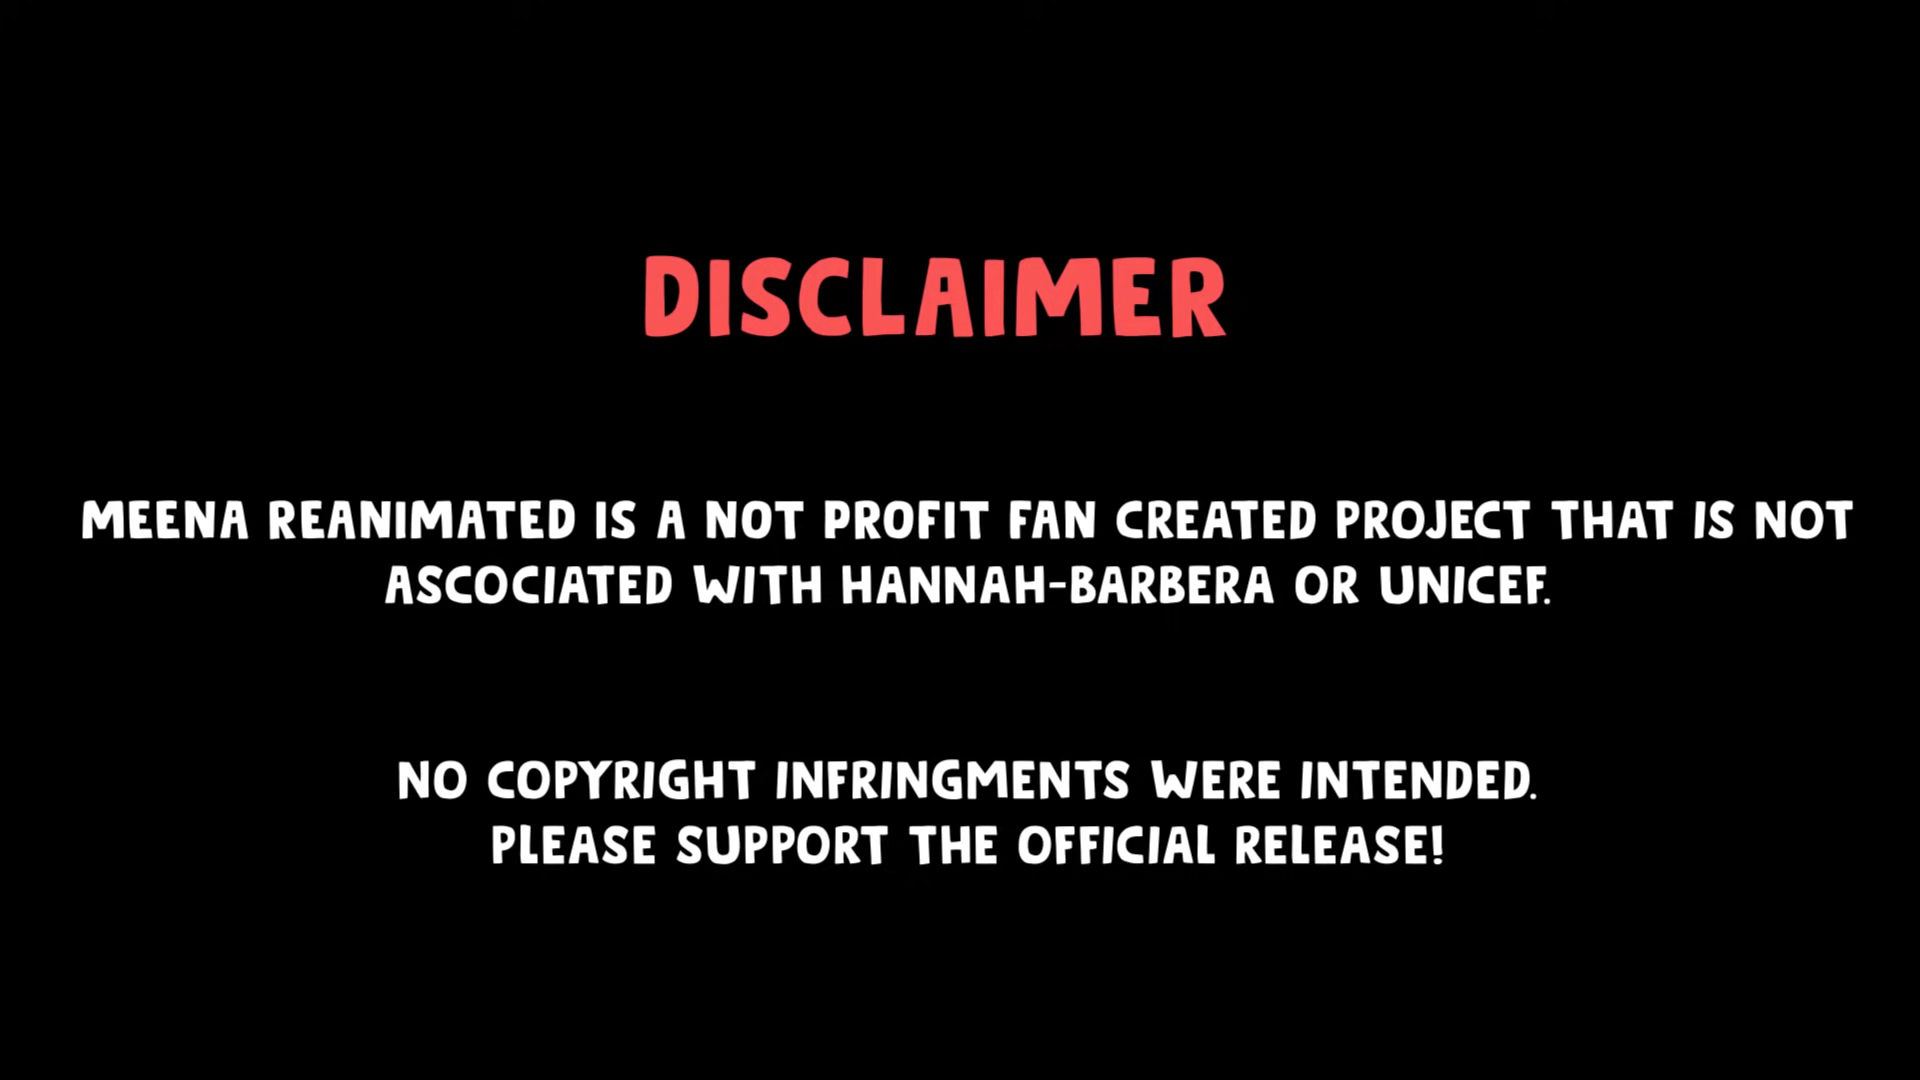 DISCLAIMER
MEENA REANIMATED IS A NOT PROFIT FAN CREATED PROJECT THAT IS NOT
ASCOCIATED WITH HANNAH-BARBERA OR UNICEF.
NO COPYRIGHT INFRINGMENTS WERE INTENDED.
PLEASE SUPPORT THE OFFICIAL RELEASE!